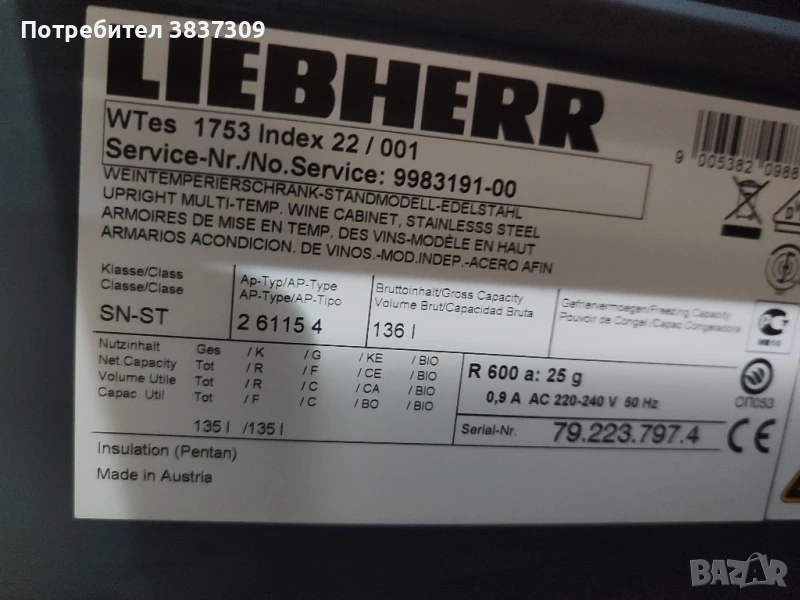 Потребител 3837309
LIEBHERR
WTes 1753 Index 22 / 001
Service-Nr./No.Service: 9983191-00
9 005382 0988
WEINTEMPERIERSCHRANK-STANDMODELL-EDELSTAHL
UPRIGHT MULTI-TEMP. WINE CABINET, STAINLESSS STEEL
ARMOIRES DE MISE EN TEMP. DES VINS-MODÈLE EN HAUT
ARMARIOS ACONDICION. DE VINOS.-MOD.INDEP.-ACERO AFIN
Klasse/Class
Classe/Clase
SN-ST
Ap-Typ/AP-Type
AP-Type/AP-Tipo
2 6115 4
Bruttoinhalt/Gross Capacity
Volume Brut/Capacidad Bruta
136 l
Gefriervermoegen/Freezing Capacity
Pouvoir de Congel./Capac.Congeladora
Nutzinhalt Ges / K / G / KE / BIO
Net.Capacity Tot / R / F / CE / BIO
Volume Utile Tot / R / C / CA / BIO
Capac. Util Tot / F / C / BO / BIO
135 l /135 l
R 600 a: 25 g
0,9 A AC 220-240 V 50 Hz
Serial-Nr. 79.223.797.4
CE
Insulation (Pentan)
Made in Austria
ME10
ОП053
BAZAR